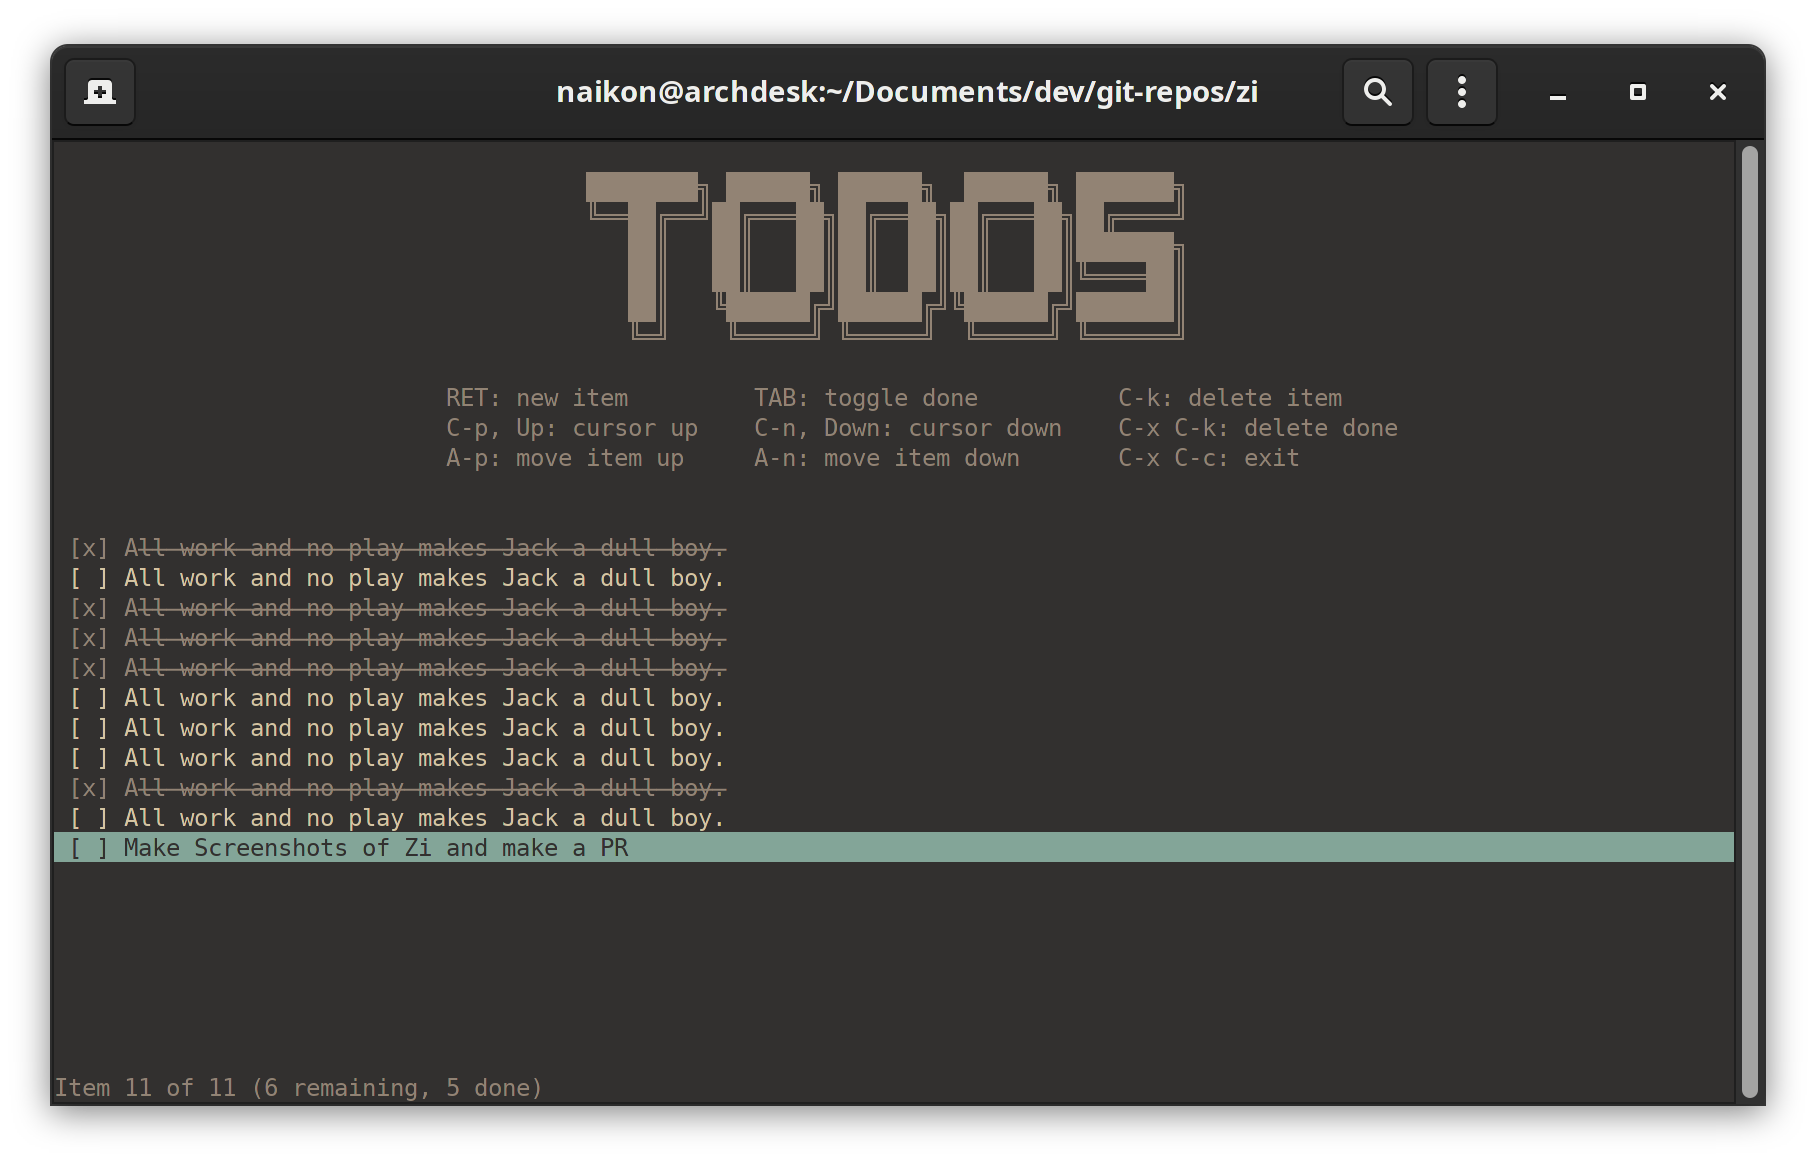 naikon@archdesk:~/Documents/dev/git-repos/zi
TODOS
RET: new item    TAB: toggle done    C-k: delete item
C-p, Up: cursor up    C-n, Down: cursor down    C-x C-k: delete done
A-p: move item up    A-n: move item down    C-x C-c: exit
[x] All work and no play makes Jack a dull boy.
[ ] All work and no play makes Jack a dull boy.
[x] All work and no play makes Jack a dull boy.
[x] All work and no play makes Jack a dull boy.
[x] All work and no play makes Jack a dull boy.
[ ] All work and no play makes Jack a dull boy.
[ ] All work and no play makes Jack a dull boy.
[ ] All work and no play makes Jack a dull boy.
[x] All work and no play makes Jack a dull boy.
[ ] All work and no play makes Jack a dull boy.
[ ] Make Screenshots of Zi and make a PR
Item 11 of 11 (6 remaining, 5 done)